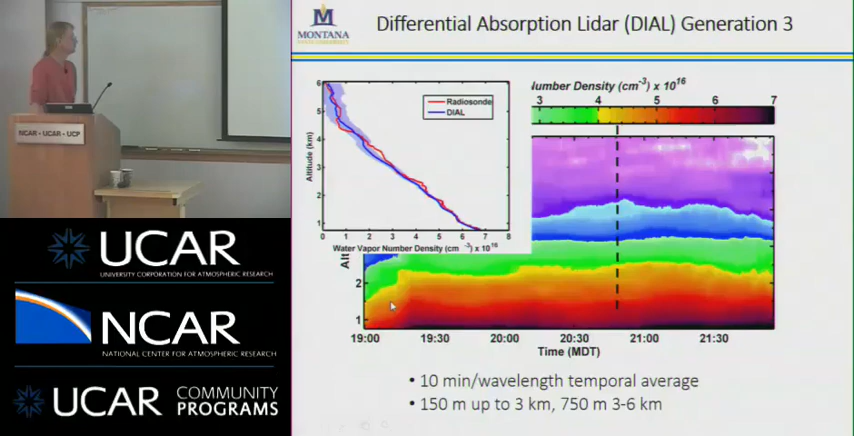 MONTANA
Differential Absorption Lidar (DIAL) Generation 3
NCAR • UCAR • UCP
UCAR
UNIVERSITY CORPORATION FOR ATMOSPHERIC RESEARCH
NCAR
NATIONAL CENTER FOR ATMOSPHERIC RESEARCH
UCAR COMMUNITY PROGRAMS
Number Density (cm⁻³) x 10¹⁶
3 4 5 6 7
Radiosonde
DIAL
Altitude (km)
6
5
4
3
2
1
0 1 2 3 4 5 6 7 8
Water Vapor Number Density (cm⁻³) x 10¹⁶
Alt
2
1
19:00 19:30 20:00 20:30 21:00 21:30
Time (MDT)
• 10 min/wavelength temporal average
• 150 m up to 3 km, 750 m 3-6 km